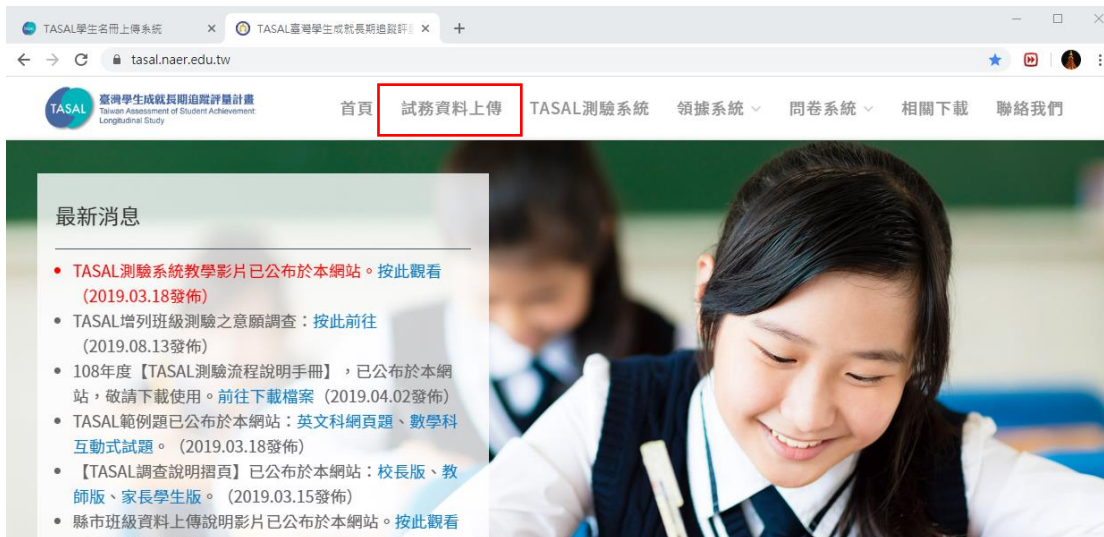 TASAL學生名冊上傳系統
TASAL臺灣學生成就長期追蹤評
tasal.naer.edu.tw
TASAL
臺灣學生成就長期追蹤評量計畫
Taiwan Assessment of Student Achievement:
Longitudinal Study
首頁 試務資料上傳 TASAL測驗系統 領據系統 問卷系統 相關下載 聯絡我們
最新消息
TASAL測驗系統教學影片已公布於本網站。按此觀看
（2019.03.18發佈）
TASAL增列班級測驗之意願調查：按此前往
（2019.08.13發佈）
108年度【TASAL測驗流程說明手冊】，已公布於本網
站，敬請下載使用。前往下載檔案（2019.04.02發佈）
TASAL範例題已公布於本網站：英文科網頁題、數學科
互動式試題。（2019.03.18發佈）
【TASAL調查說明摺頁】已公布於本網站：校長版、教
師版、家長學生版。（2019.03.15發佈）
縣市班級資料上傳說明影片已公布於本網站。按此觀看